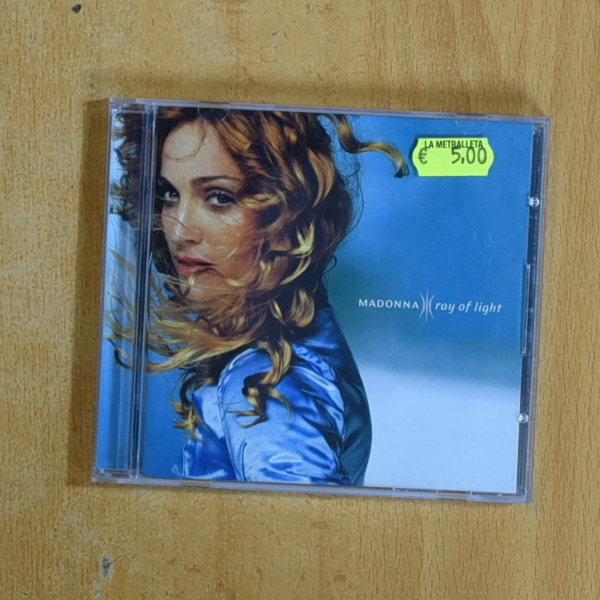 LA METRALLETA
€ 5,00
MADONNA ray of light